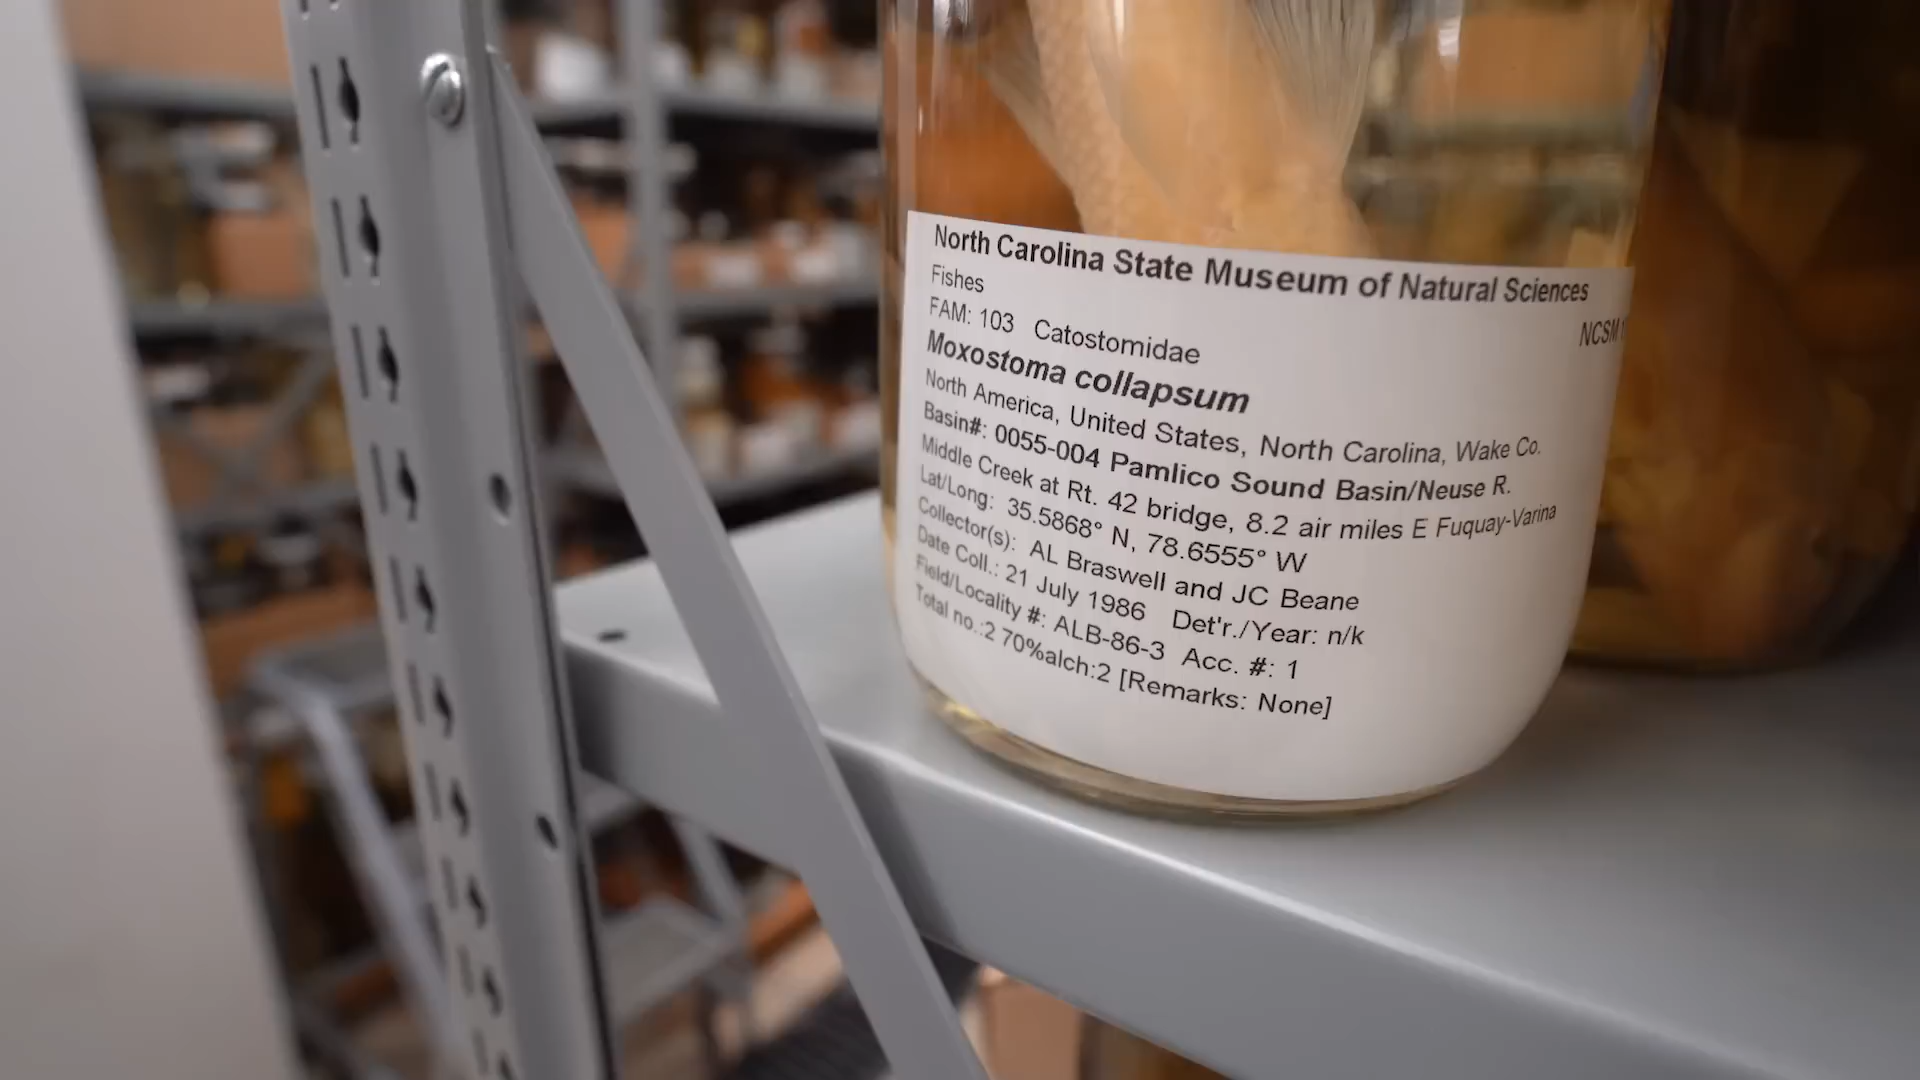 North Carolina State Museum of Natural Sciences
Fishes
NCSM
FAM: 103 Catostomidae
Moxostoma collapsum
North America, United States, North Carolina, Wake Co.
Basin#: 0055-004 Pamlico Sound Basin/Neuse R.
Middle Creek at Rt. 42 bridge, 8.2 air miles E Fuquay-Varina
Lat/Long: 35.5868° N, 78.6555° W
Collector(s): AL Braswell and JC Beane
Date Coll.: 21 July 1986 Det'r./Year: n/k
Field/Locality #: ALB-86-3 Acc. #: 1
Total no.:2 70%alch:2 [Remarks: None]